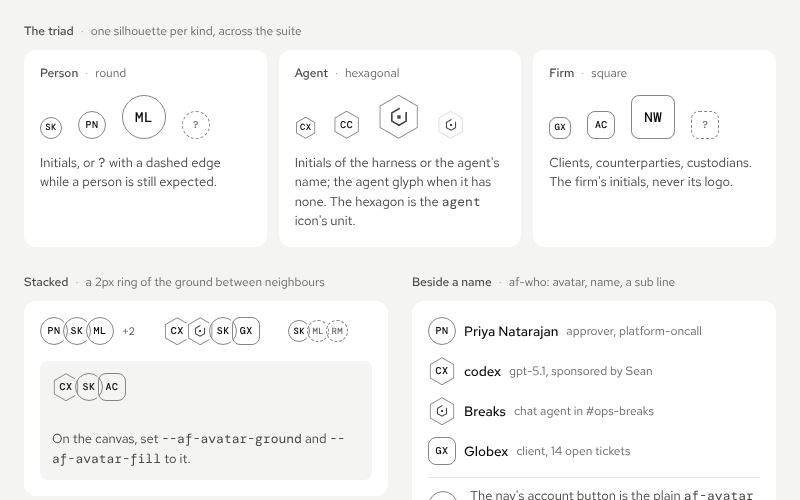 The triad · one silhouette per kind, across the suite
Person · round
SK PN ML ?
Initials, or ? with a dashed edge
while a person is still expected.
Agent · hexagonal
CX CC
Initials of the harness or the agent's
name; the agent glyph when it has
none. The hexagon is the agent
icon's unit.
Firm · square
GX AC NW ?
Clients, counterparties, custodians.
The firm's initials, never its logo.
Stacked · a 2px ring of the ground between neighbours
PN SK ML +2 CX SK GX SK ML RM
CX SK AC
On the canvas, set --af-avatar-ground and --
af-avatar-fill to it.
Beside a name · af-who: avatar, name, a sub line
PN Priya Natarajan approver, platform-oncall
CX codex gpt-5.1, sponsored by Sean
Breaks chat agent in #ops-breaks
GX Globex client, 14 open tickets
The nav's account button is the plain af-avatar